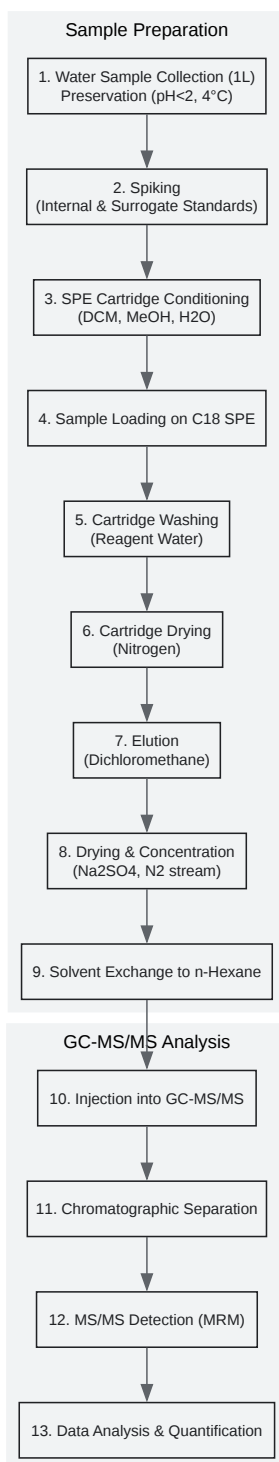 Sample Preparation
1. Water Sample Collection (1L)
Preservation (pH<2, 4°C)
2. Spiking
(Internal & Surrogate Standards)
3. SPE Cartridge Conditioning
(DCM, MeOH, H2O)
4. Sample Loading on C18 SPE
5. Cartridge Washing
(Reagent Water)
6. Cartridge Drying
(Nitrogen)
7. Elution
(Dichloromethane)
8. Drying & Concentration
(Na2SO4, N2 stream)
9. Solvent Exchange to n-Hexane
GC-MS/MS Analysis
10. Injection into GC-MS/MS
11. Chromatographic Separation
12. MS/MS Detection (MRM)
13. Data Analysis & Quantification